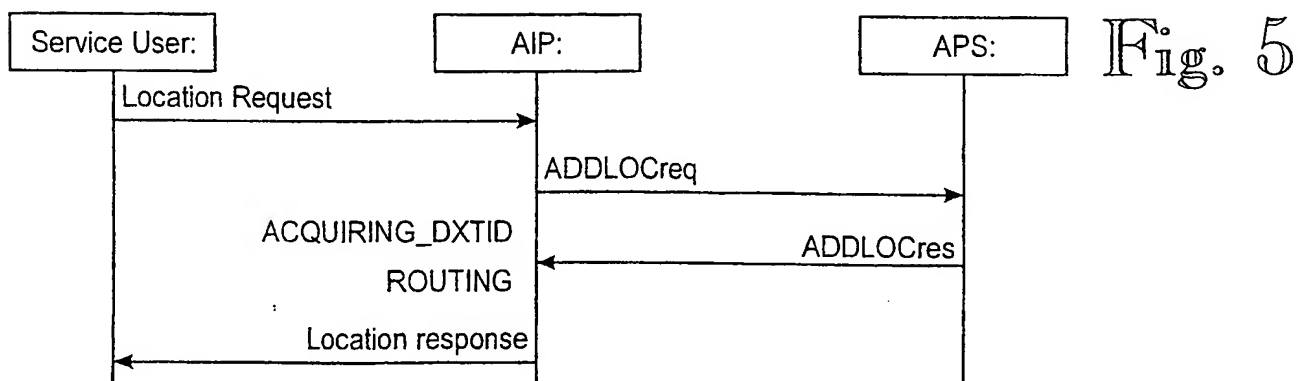 Service User:
AIP:
APS:
Fig. 5
Location Request
ADDLOCreq
ACQUIRING_DXTID
ADDLOCres
ROUTING
Location response